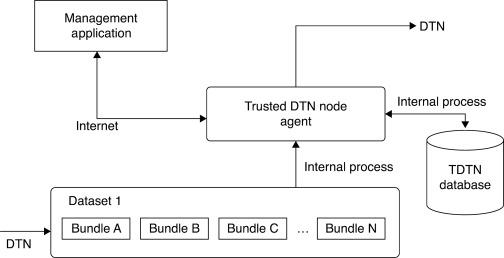 Management
application
DTN
Trusted DTN node
agent
Internal process
Internet
Internal process
TDTN
database
Dataset 1
Bundle A
Bundle B
Bundle C
...
Bundle N
DTN